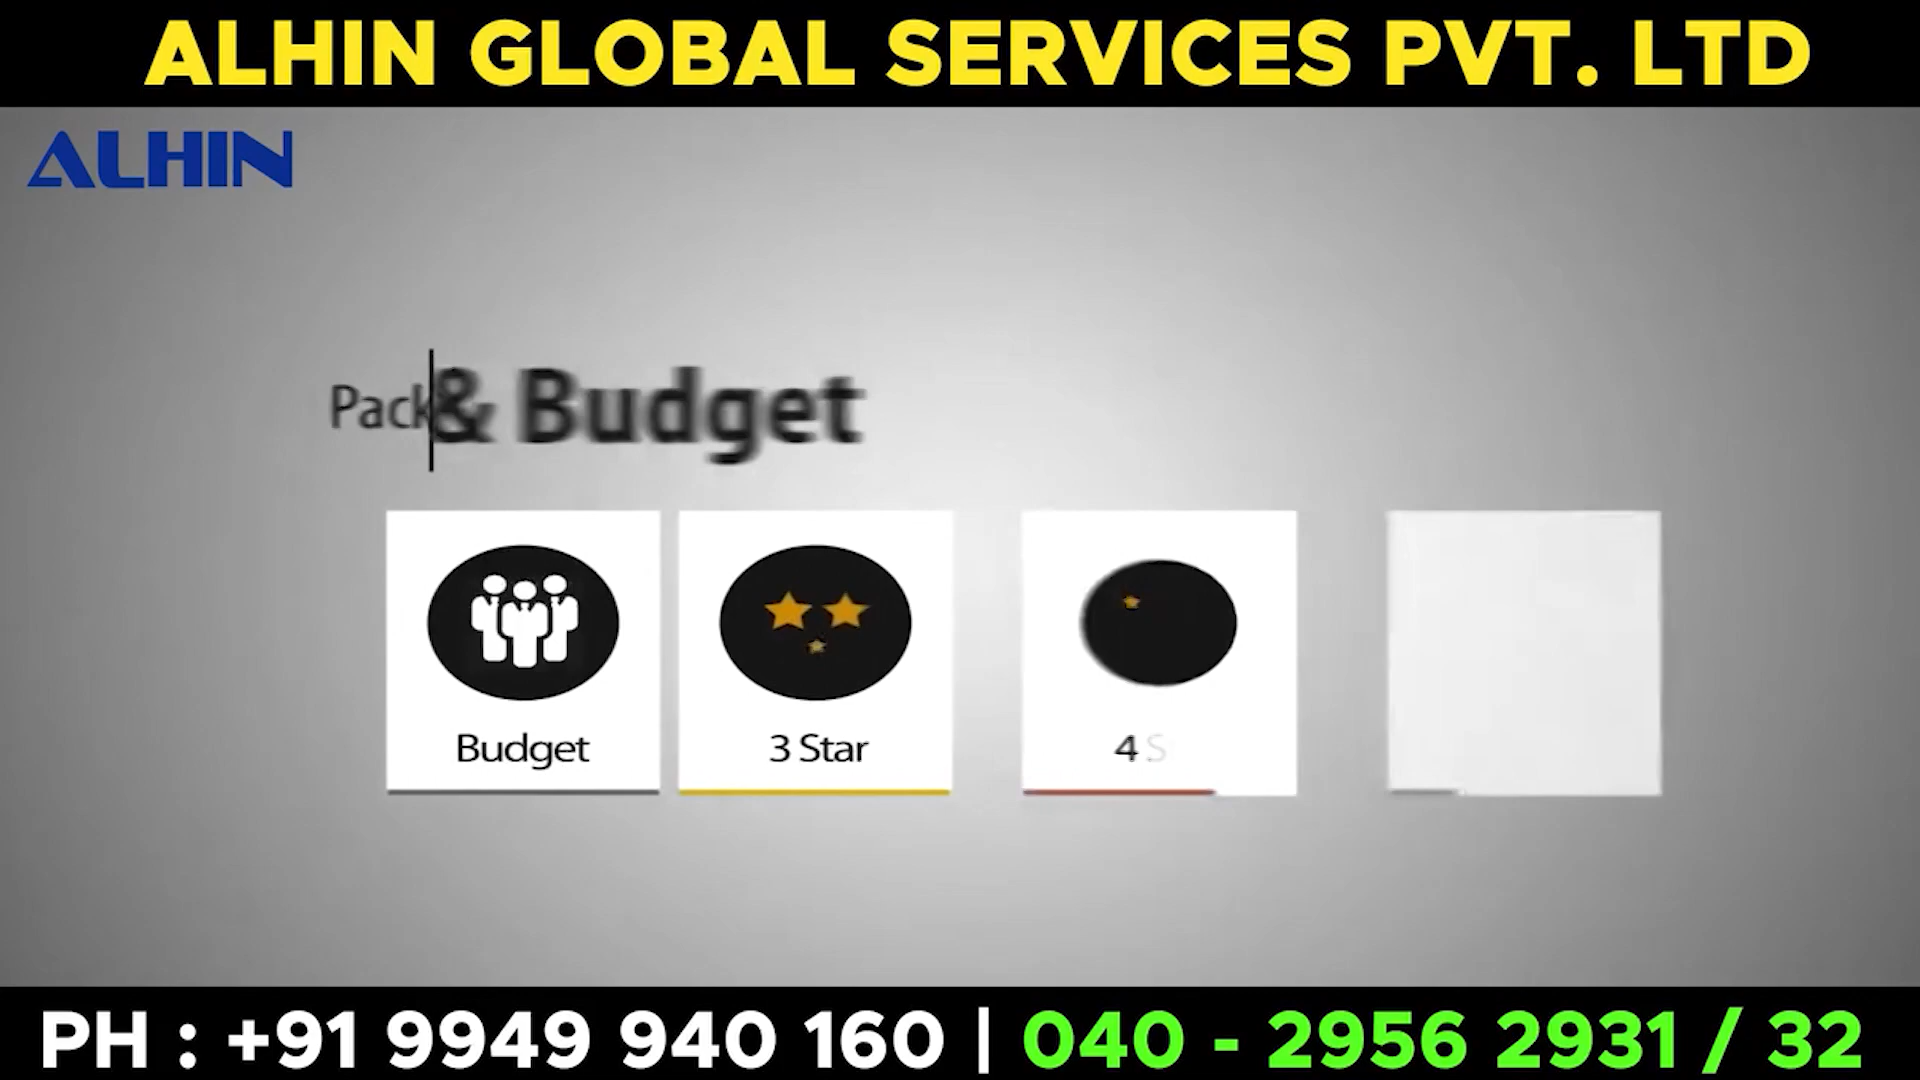 ALHIN GLOBAL SERVICES PVT. LTD
ALHIN
Pack & Budget
Budget
3 Star
4 S
PH : +91 9949 940 160 | 040 - 2956 2931 / 32